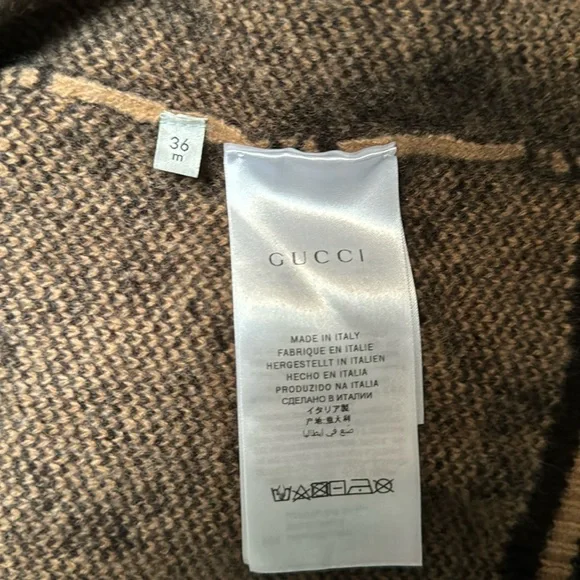 36
m
GUCCI
MADE IN ITALY
FABRIQUE EN ITALIE
HERGESTELLT IN ITALIEN
HECHO EN ITALIA
PRODUZIDO NA ITALIA
СДЕЛАНО В ИТАЛИИ
イタリア製
产地:意大利
صنع في إيطاليا